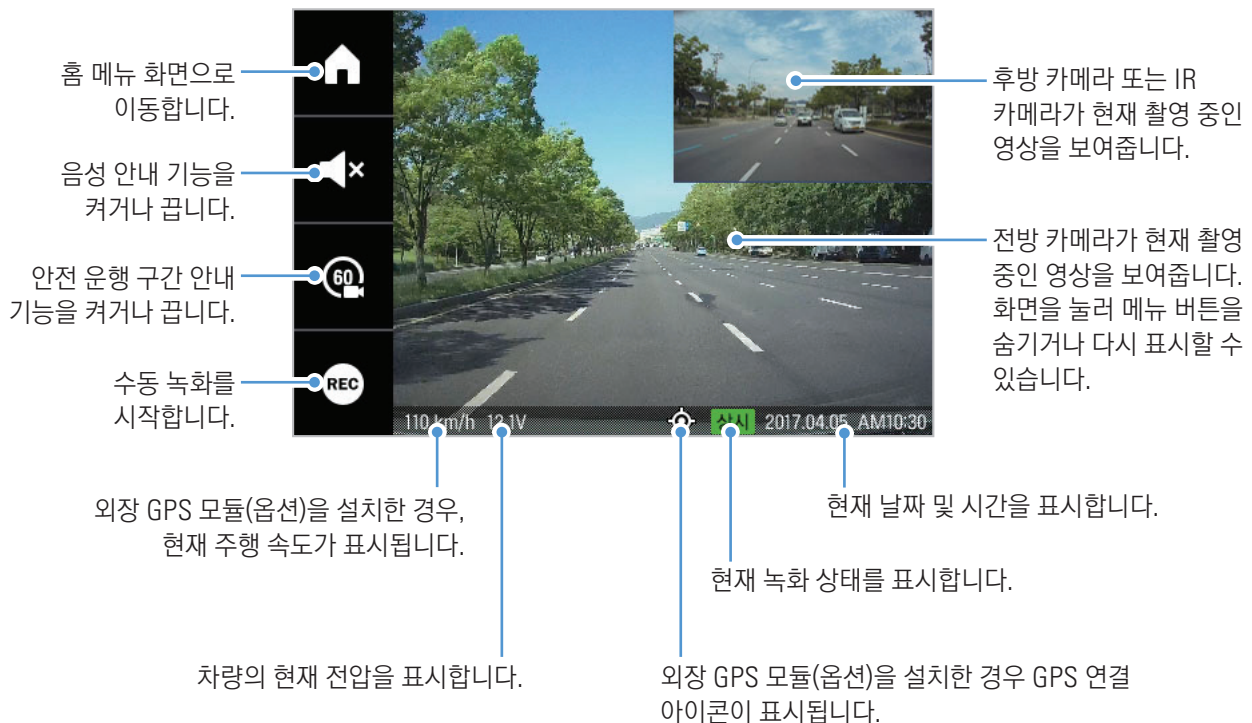 홈 메뉴 화면으로
이동합니다.
음성 안내 기능을
켜거나 끕니다.
안전 운행 구간 안내
기능을 켜거나 끕니다.
수동 녹화를
시작합니다.
60
REC
후방 카메라 또는 IR
카메라가 현재 촬영 중인
영상을 보여줍니다.
전방 카메라가 현재 촬영
중인 영상을 보여줍니다.
화면을 눌러 메뉴 버튼을
숨기거나 다시 표시할 수
있습니다.
110 km/h 12.1V 상시 2017.04.05 AM10:30
외장 GPS 모듈(옵션)을 설치한 경우,
현재 주행 속도가 표시됩니다.
현재 날짜 및 시간을 표시합니다.
현재 녹화 상태를 표시합니다.
차량의 현재 전압을 표시합니다.
외장 GPS 모듈(옵션)을 설치한 경우 GPS 연결
아이콘이 표시됩니다.